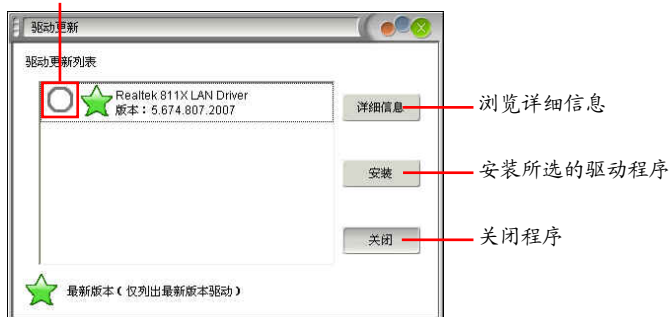 驱动更新
驱动更新列表
Realtek 811X LAN Driver
版本：5.674.807.2007
详细信息
浏览详细信息
安装
安装所选的驱动程序
关闭
关闭程序
最新版本（仅列出最新版本驱动）